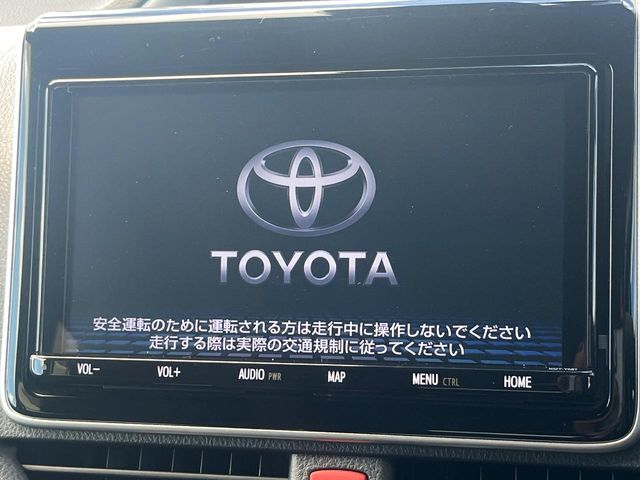 TOYOTA
安全運転のために運転される方は走行中に操作しないでください
走行する際は実際の交通規制に従ってください
VOL− VOL+ AUDIO PWR MAP MENU CTRL HOME